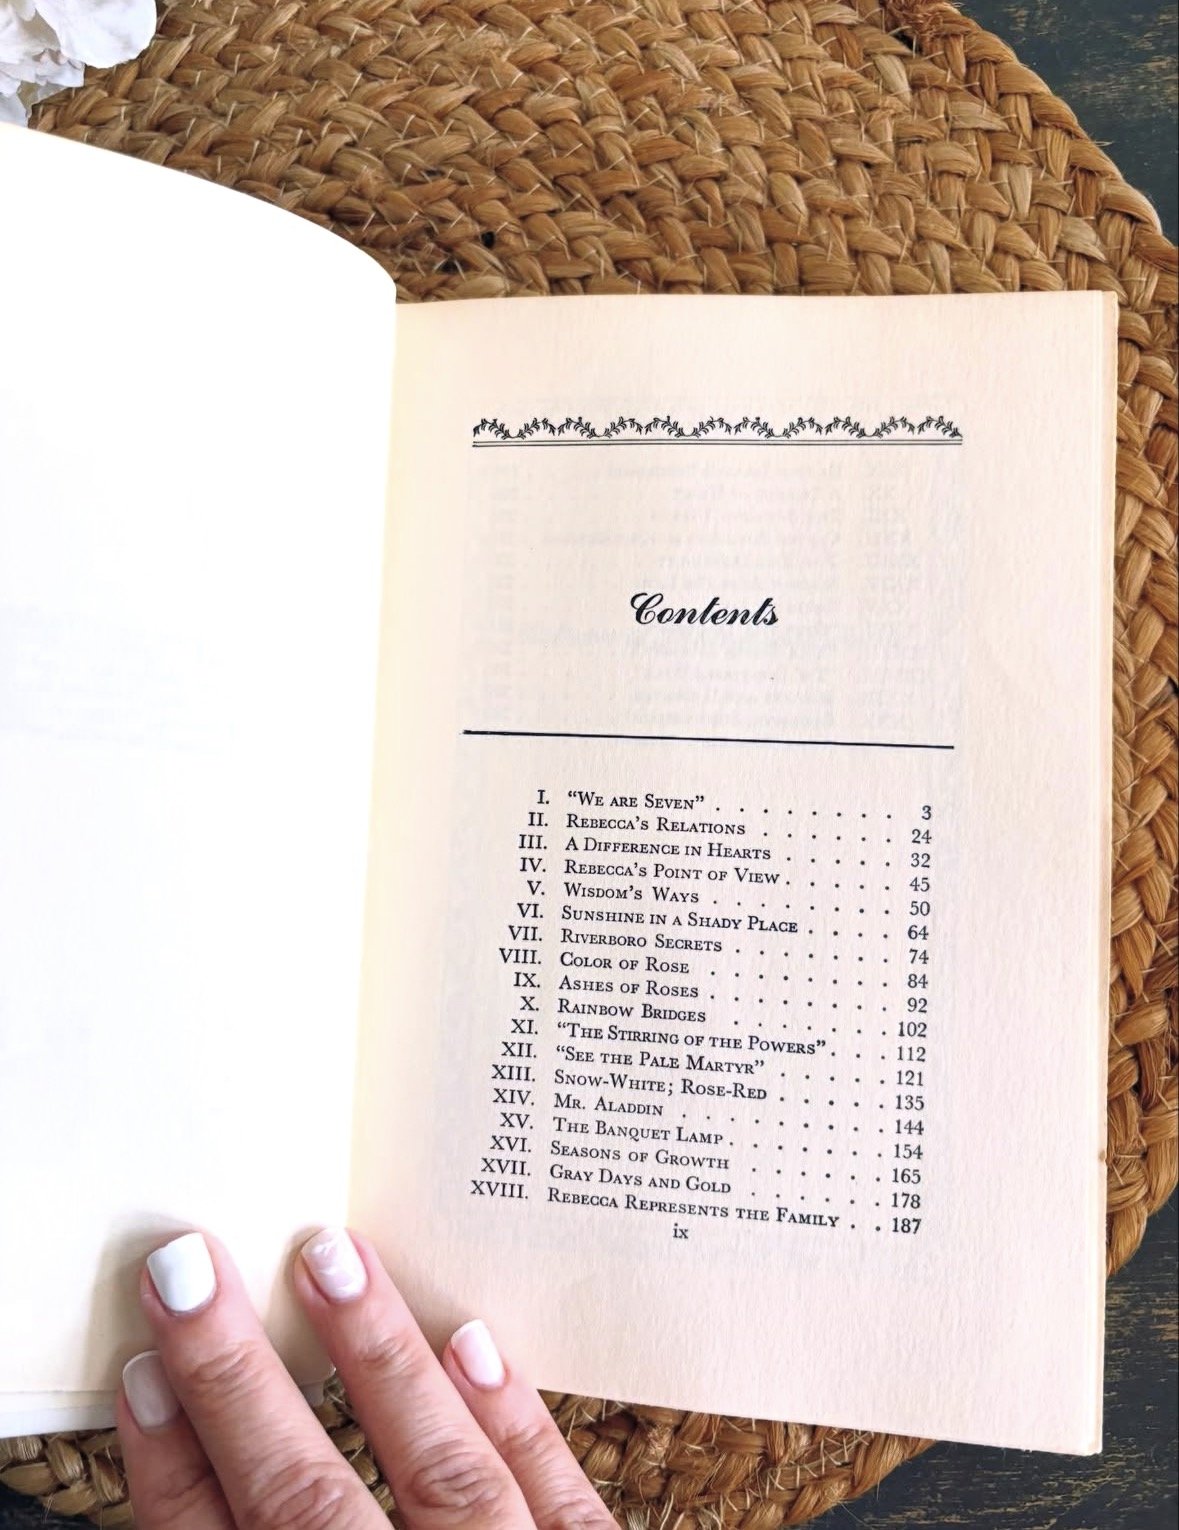 Contents
I. “We are Seven” . . . . . . . 3
II. Rebecca’s Relations . . . . . . 24
III. A Difference in Hearts . . . . . 32
IV. Rebecca’s Point of View . . . . . 45
V. Wisdom’s Ways . . . . . . . . 50
VI. Sunshine in a Shady Place . . . . 64
VII. Riverboro Secrets . . . . . . . 74
VIII. Color of Rose . . . . . . . . 84
IX. Ashes of Roses . . . . . . . . 92
X. Rainbow Bridges . . . . . . . 102
XI. “The Stirring of the Powers” . . . 112
XII. “See the Pale Martyr” . . . . . 121
XIII. Snow-White; Rose-Red . . . . . 135
XIV. Mr. Aladdin . . . . . . . . . 144
XV. The Banquet Lamp . . . . . . . 154
XVI. Seasons of Growth . . . . . . 165
XVII. Gray Days and Gold . . . . . . 178
XVIII. Rebecca Represents the Family . . 187
ix